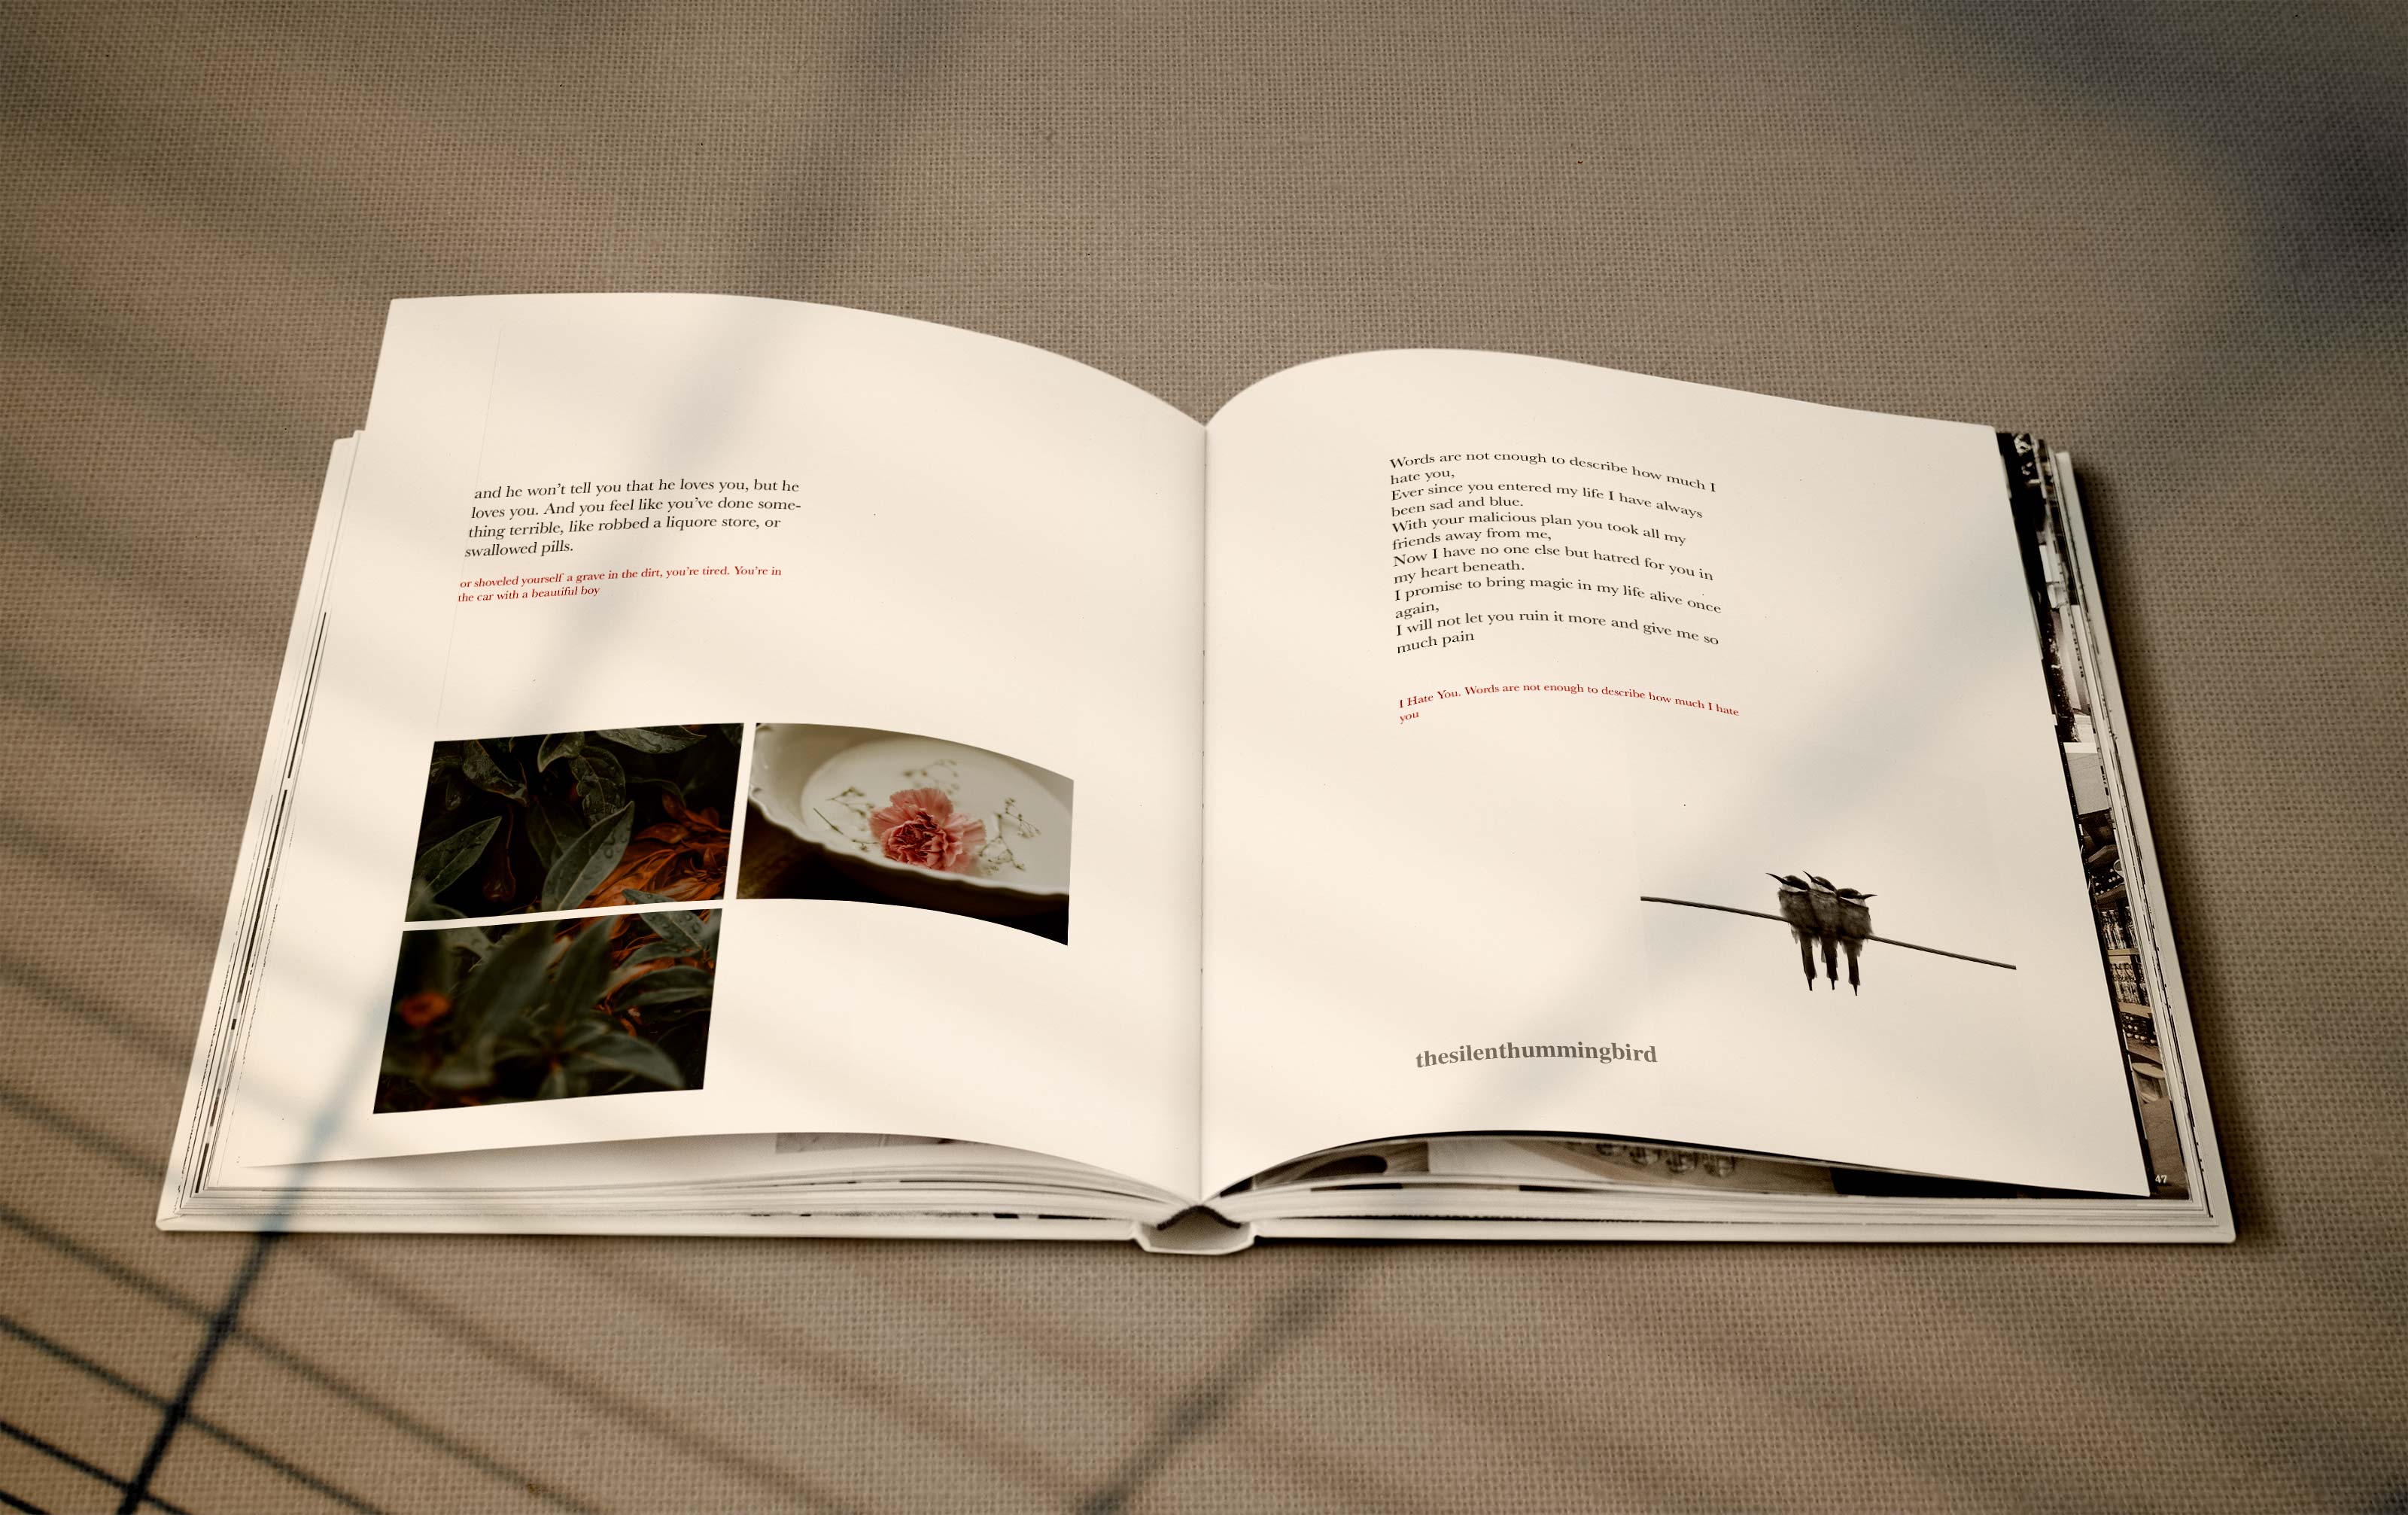 and he won't tell you that he loves you, but he
loves you. And you feel like you've done some-
thing terrible, like robbed a liquore store, or
swallowed pills.
or shoveled yourself a grave in the dirt, you're tired. You're in
the car with a beautiful boy
Words are not enough to describe how much I
hate you,
Ever since you entered my life I have always
been sad and blue.
With your malicious plan you took all my
friends away from me,
Now I have no one else but hatred for you in
my heart beneath.
I promise to bring magic in my life alive once
again,
I will not let you ruin it more and give me so
much pain
I Hate You. Words are not enough to describe how much I hate
you
thesilenthummingbird
47